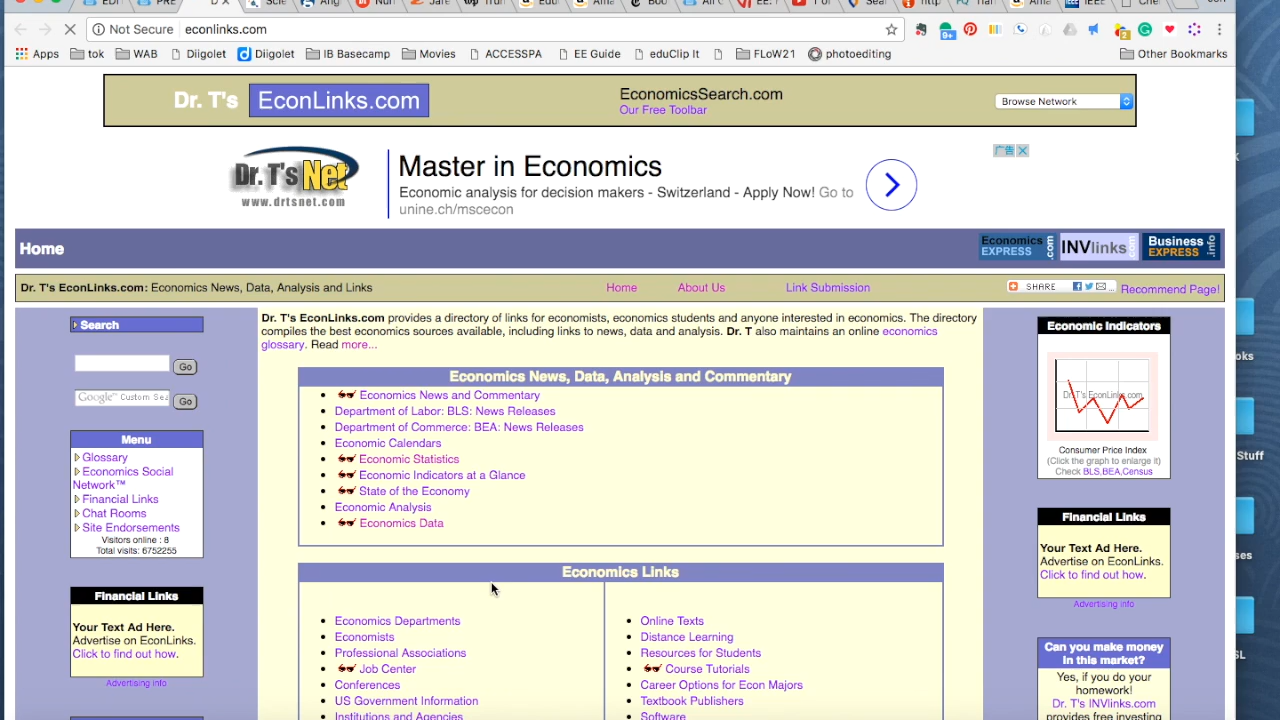 Not Secure econlinks.com
Apps tok WAB Diigolet Diigolet IB Basecamp Movies ACCESSPA EE Guide eduClip It FLoW21 photoediting Other Bookmarks
Dr. T's EconLinks.com
EconomicsSearch.com
Our Free Toolbar
Browse Network
Dr. T'sNet
www.drtsnet.com
Master in Economics
Economic analysis for decision makers - Switzerland - Apply Now! Go to
unine.ch/mscecon
广告
Home
Economics EXPRESS .com
INVlinks .com
Business EXPRESS .info
Dr. T's EconLinks.com: Economics News, Data, Analysis and Links
Home About Us Link Submission
SHARE
Recommend Page!
Search
Go
Google™ Custom Sea
Go
Menu
Glossary
Economics Social
Network™
Financial Links
Chat Rooms
Site Endorsements
Visitors online : 8
Total visits: 6752255
Financial Links
Your Text Ad Here.
Advertise on EconLinks.
Click to find out how.
Advertising info
Dr. T's EconLinks.com provides a directory of links for economists, economics students and anyone interested in economics. The directory
compiles the best economics sources available, including links to news, data and analysis. Dr. T also maintains an online economics
glossary. Read more...
Economics News, Data, Analysis and Commentary
Economics News and Commentary
Department of Labor: BLS: News Releases
Department of Commerce: BEA: News Releases
Economic Calendars
Economic Statistics
Economic Indicators at a Glance
State of the Economy
Economic Analysis
Economics Data
Economics Links
Economics Departments
Economists
Professional Associations
Job Center
Conferences
US Government Information
Institutions and Agencies
Online Texts
Distance Learning
Resources for Students
Course Tutorials
Career Options for Econ Majors
Textbook Publishers
Software
Economic Indicators
Dr.T's EconLinks.com
Consumer Price Index
(Click the graph to enlarge it)
Check BLS,BEA,Census
Financial Links
Your Text Ad Here.
Advertise on EconLinks.
Click to find out how.
Advertising info
Can you make money
in this market?
Yes, if you do your
homework!
Dr. T's INVlinks.com
provides free investing